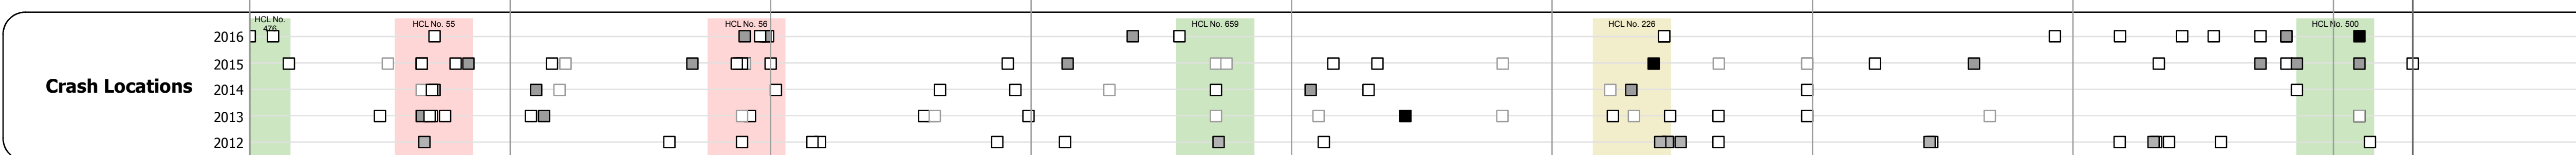 HCL No.
476
HCL No. 55
HCL No. 56
HCL No. 659
HCL No. 226
HCL No. 500
2016
2015
Crash Locations
2014
2013
2012